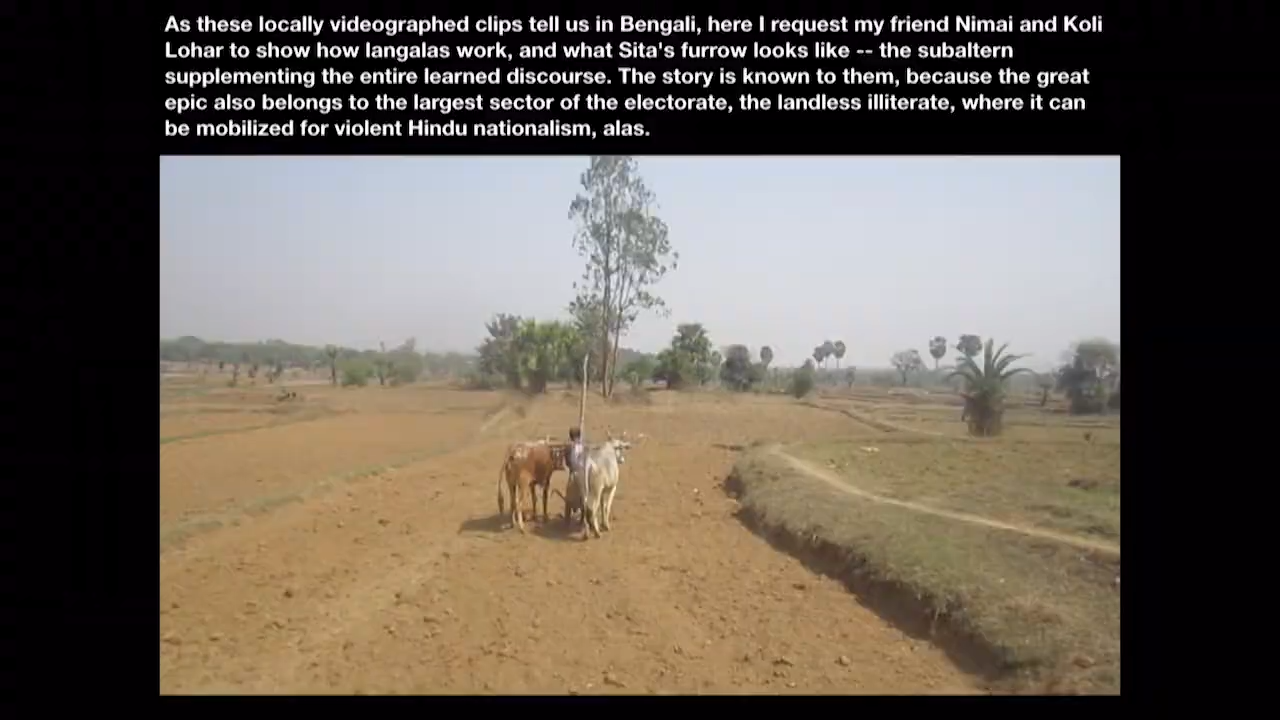 As these locally videographed clips tell us in Bengali, here I request my friend Nimai and Koli
Lohar to show how langalas work, and what Sita's furrow looks like -- the subaltern
supplementing the entire learned discourse. The story is known to them, because the great
epic also belongs to the largest sector of the electorate, the landless illiterate, where it can
be mobilized for violent Hindu nationalism, alas.